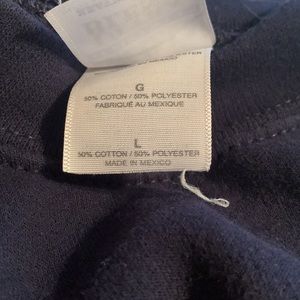 G
50% COTTON / 50% POLYESTER
FABRIQUÉ AU MEXIQUE
L
50% COTTON / 50% POLYESTER
MADE IN MEXICO